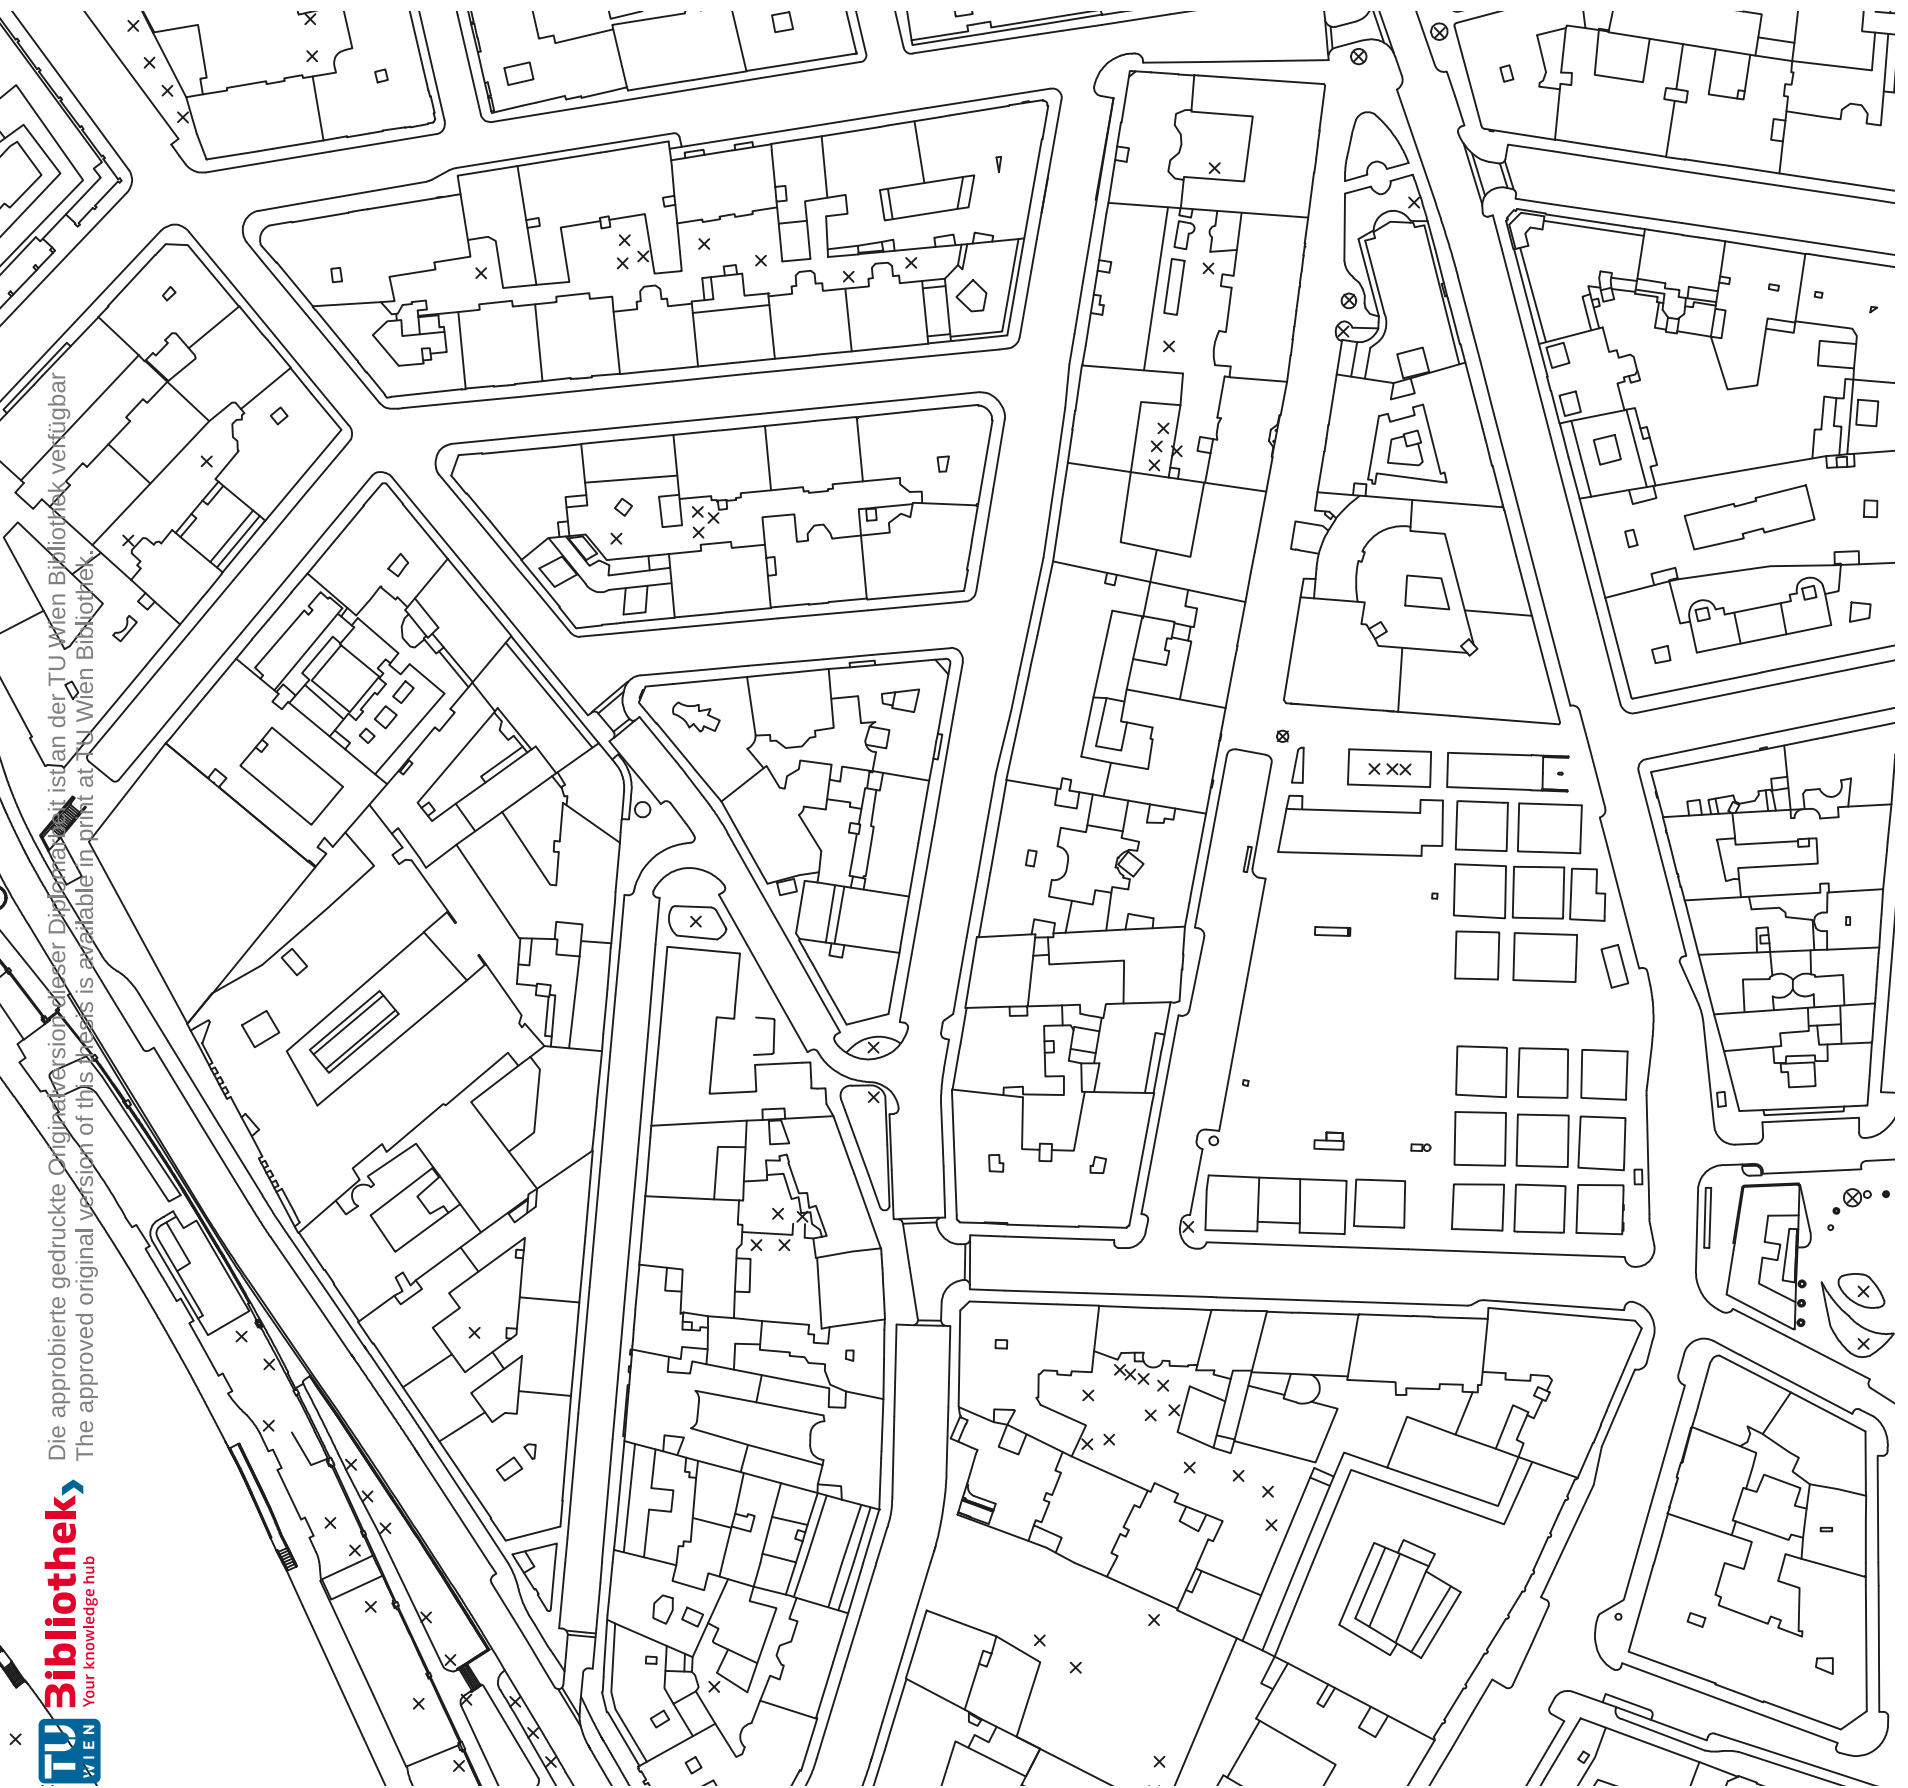 Die approbierte gedruckte Originalversion dieser Diplomarbeit ist an der TU Wien Bibliothek verfügbar
The approved original version of this thesis is available in print at TU Wien Bibliothek.
TU WIEN Bibliothek
Your knowledge hub